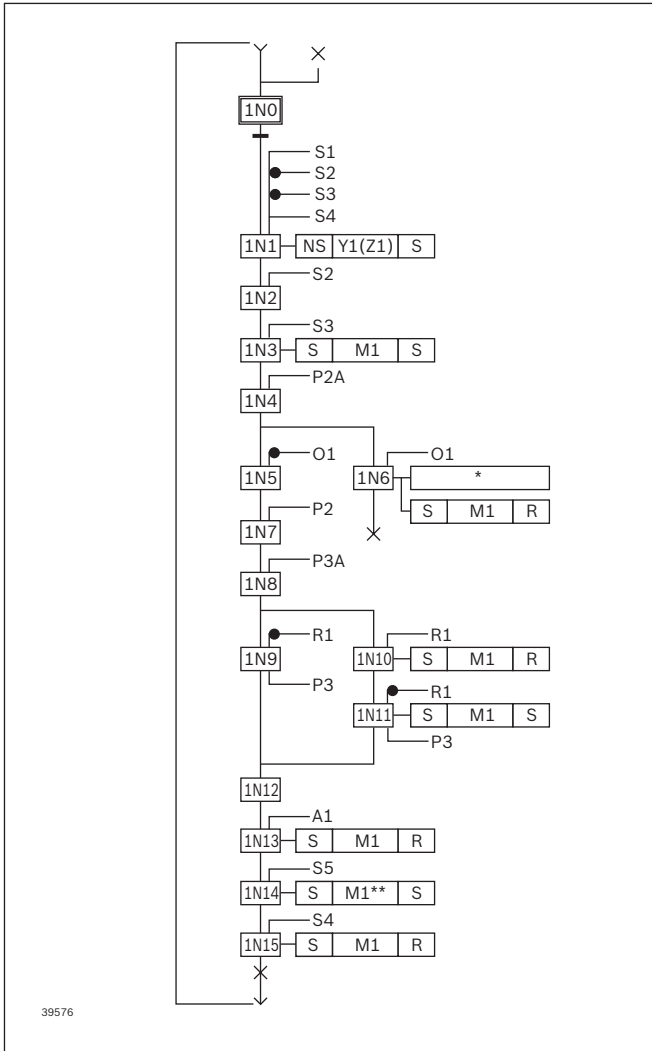 1N0
S1
S2
S3
S4
1N1 NS Y1(Z1) S
S2
1N2
S3
1N3 S M1 S
P2A
1N4
O1 O1
1N5 1N6 *
S M1 R
P2
1N7
P3A
1N8
R1 R1
1N9 1N10 S M1 R
P3 R1
1N11 S M1 S
P3
1N12
A1
1N13 S M1 R
S5
1N14 S M1** S
S4
1N15 S M1 R
39576